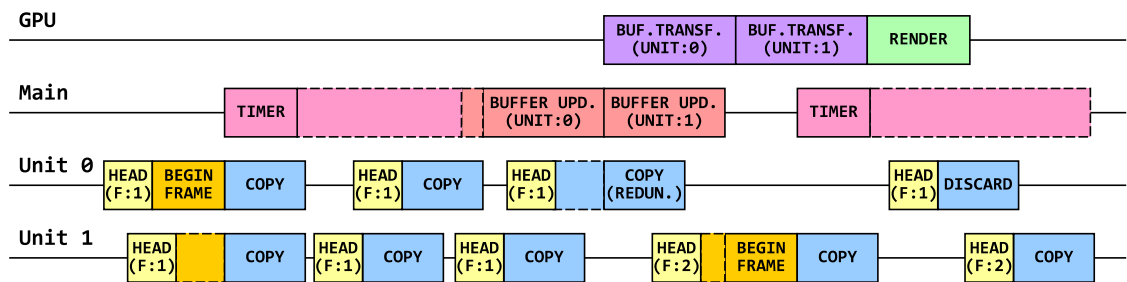 GPU
BUF.TRANSF. BUF.TRANSF. RENDER
(UNIT:0) (UNIT:1)
Main
TIMER BUFFER UPD. BUFFER UPD. TIMER
(UNIT:0) (UNIT:1)
Unit 0
HEAD BEGIN COPY HEAD COPY HEAD COPY HEAD DISCARD
(F:1) FRAME (F:1) (F:1) (REDUN.) (F:1)
Unit 1
HEAD COPY HEAD COPY HEAD COPY HEAD BEGIN COPY HEAD COPY
(F:1) (F:1) (F:1) (F:2) FRAME (F:2)